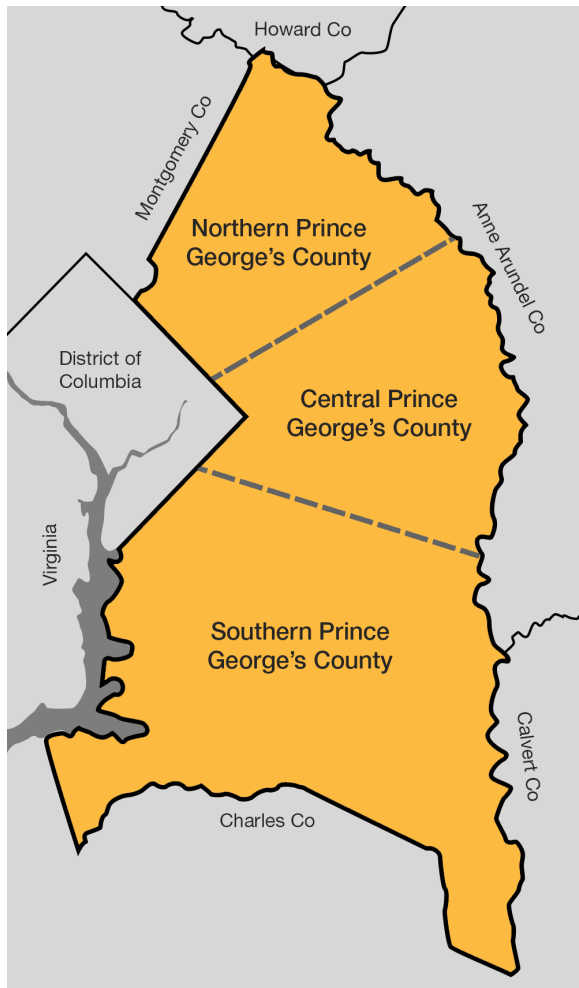 Howard Co
Montgomery Co
Northern Prince
George's County
Anne Arundel Co
District of
Columbia
Central Prince
George's County
Virginia
Southern Prince
George's County
Calvert Co
Charles Co